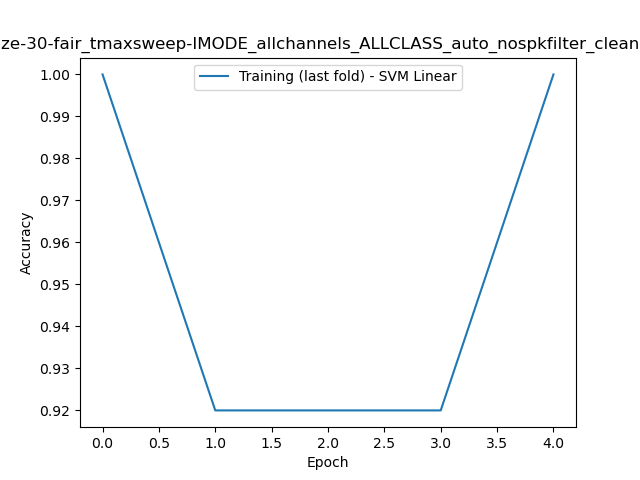 ze-30-fair_tmaxsweep-IMODE_allchannels_ALLCLASS_auto_nospkfilter_clean
Training (last fold) - SVM Linear
1.00
0.99
0.98
0.97
0.96
0.95
0.94
0.93
0.92
Accuracy
0.0 0.5 1.0 1.5 2.0 2.5 3.0 3.5 4.0
Epoch